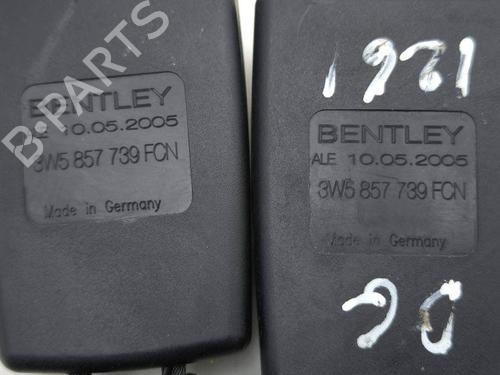 BENTLEY
ALE 10.05.2005
3W5 857 739 FCN
Made in Germany
1921
BENTLEY
ALE 10.05.2005
3W5 857 739 FCN
Made in Germany
B-PARTS